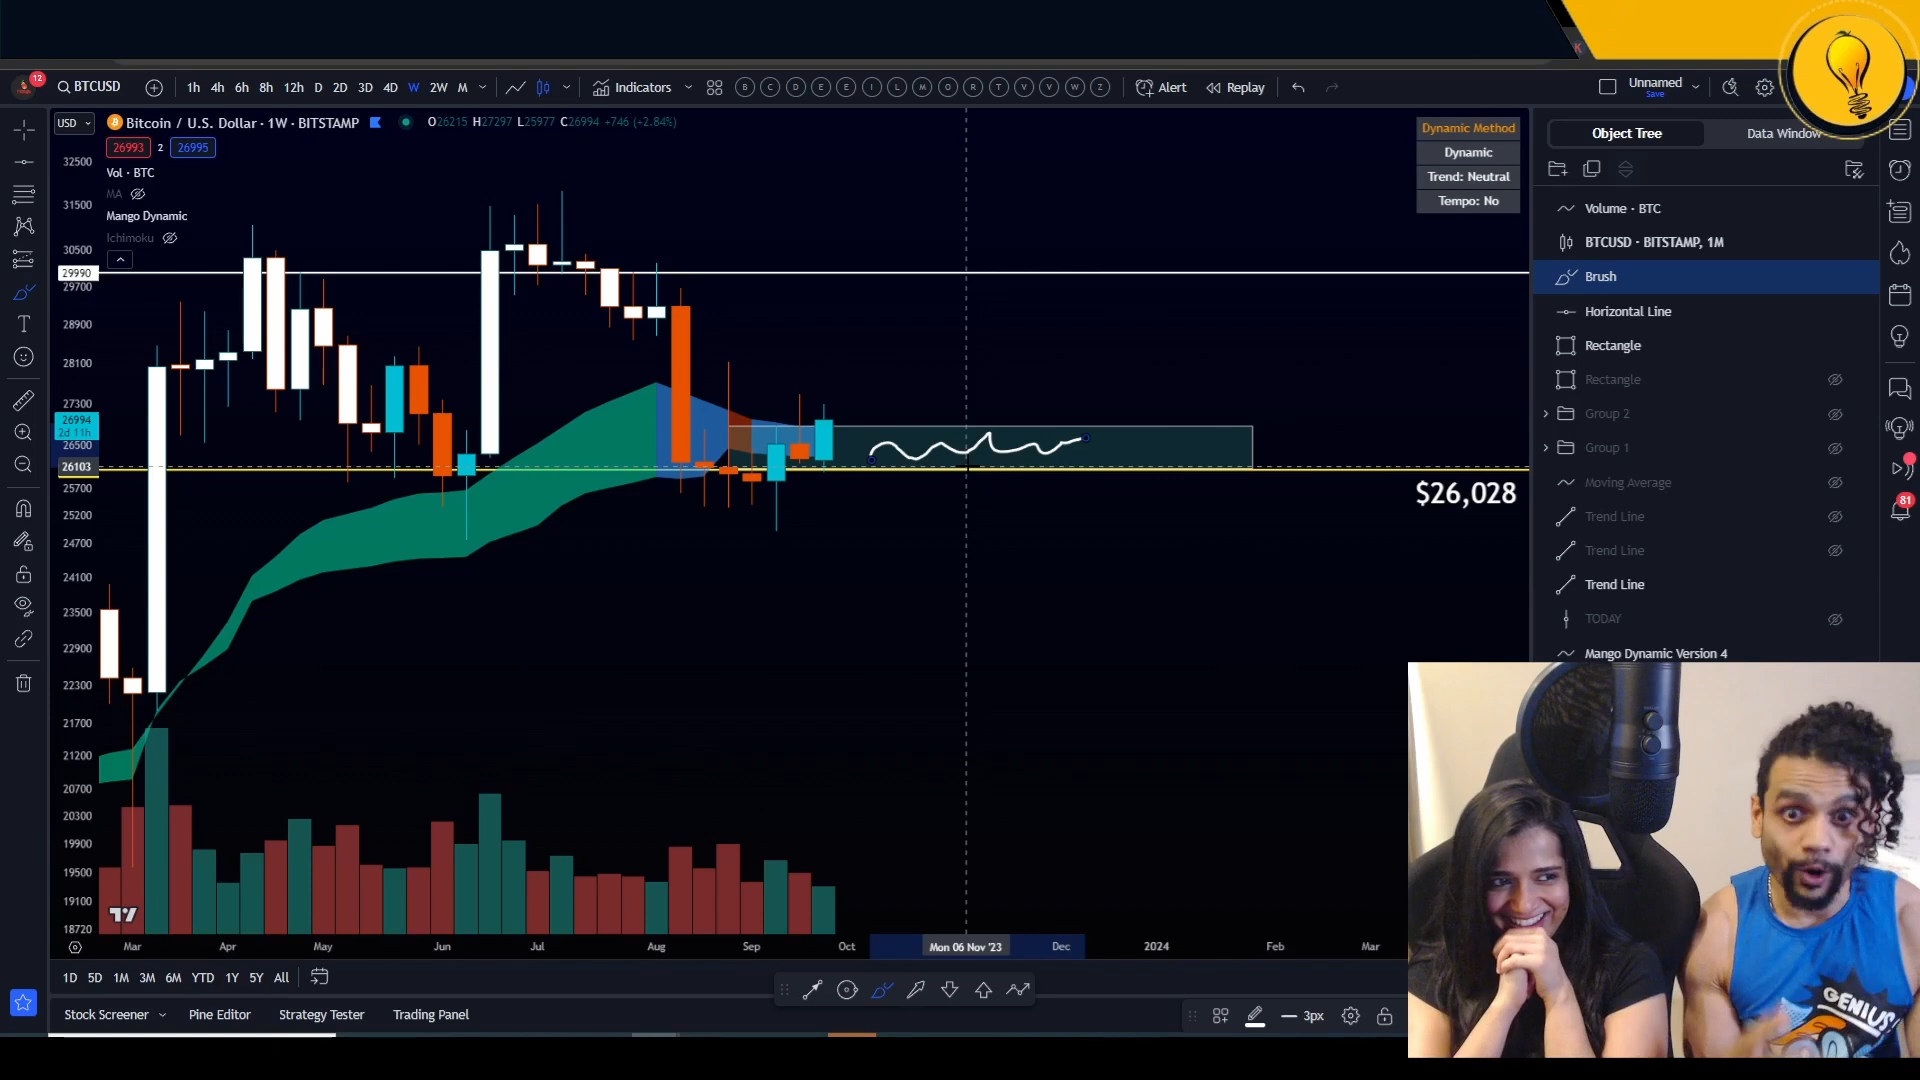 12
BTCUSD
1h 4h 6h 8h 12h D 2D 3D 4D W 2W M
Indicators
B C D E E I L M O R T V V W Z
Alert
Replay
Unnamed
Save
K
USD
Bitcoin / U.S. Dollar · 1W · BITSTAMP
O26215 H27297 L25977 C26994 +746 (+2.84%)
26993 2 26995
Vol · BTC
MA
Mango Dynamic
Ichimoku
Dynamic Method
Dynamic
Trend: Neutral
Tempo: No
32500
31500
30500
29990
29700
28900
28100
27300
26994
2d 11h
26500
26103
25700
25200
24700
24100
23500
22900
22300
21700
21200
20700
20300
19900
19500
19100
18720
$26,028
Mar Apr May Jun Jul Aug Sep Oct Mon 06 Nov '23 Dec 2024 Feb Mar
1D 5D 1M 3M 6M YTD 1Y 5Y All
Stock Screener Pine Editor Strategy Tester Trading Panel
3px
Object Tree Data Window
Volume · BTC
BTCUSD · BITSTAMP, 1M
Brush
Horizontal Line
Rectangle
Rectangle
Group 2
Group 1
Moving Average
Trend Line
Trend Line
Trend Line
TODAY
Mango Dynamic Version 4
81
GENIUS